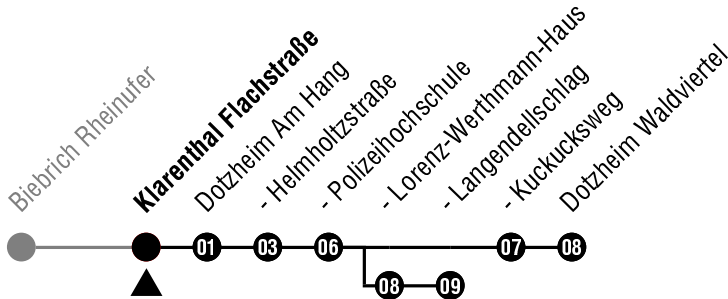 Biebrich Rheinufer
Klarenthal Flachstraße
Dotzheim Am Hang
- Helmholtzstraße
- Polizeihochschule
- Lorenz-Werthmann-Haus
- Langendellschlag
- Kuckucksweg
Dotzheim Waldviertel
01 03 06 07 08
08 09